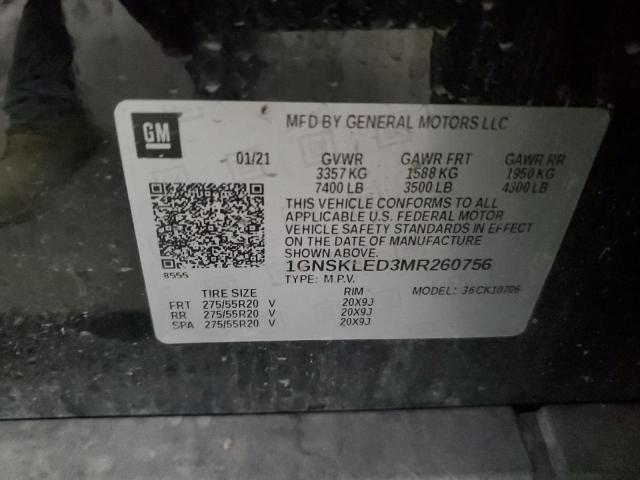 GM
MFD BY GENERAL MOTORS LLC
01/21 GVWR GAWR FRT GAWR RR
3357 KG 1588 KG 1950 KG
7400 LB 3500 LB 4300 LB
THIS VEHICLE CONFORMS TO ALL
APPLICABLE U.S. FEDERAL MOTOR
VEHICLE SAFETY STANDARDS IN EFFECT
ON THE DATE OF MANUFACTURE
SHOWN ABOVE.
8555
1GNSKLED3MR260756
TYPE: M.P.V. MODEL: 36CK10706
TIRE SIZE RIM
FRT 275/55R20 V 20X9J
RR 275/55R20 V 20X9J
SPA 275/55R20 V 20X9J